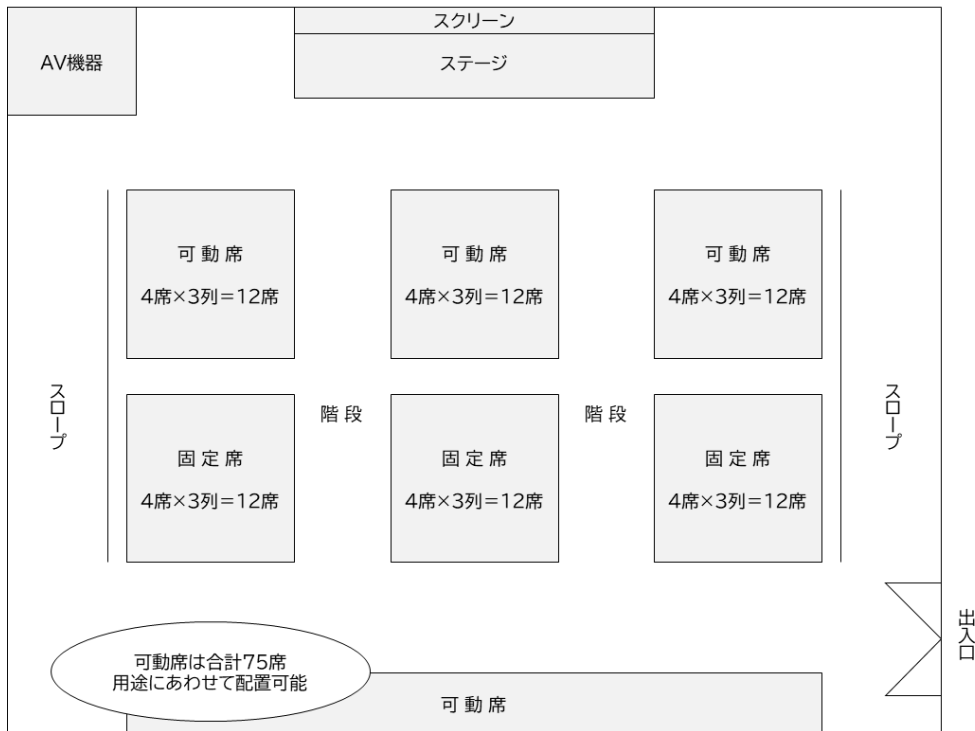 スクリーン
AV機器
ステージ
可動席
4席×3列＝12席
可動席
4席×3列＝12席
可動席
4席×3列＝12席
スロープ
階段
階段
スロープ
固定席
4席×3列＝12席
固定席
4席×3列＝12席
固定席
4席×3列＝12席
出入口
可動席は合計75席
用途にあわせて配置可能
可動席